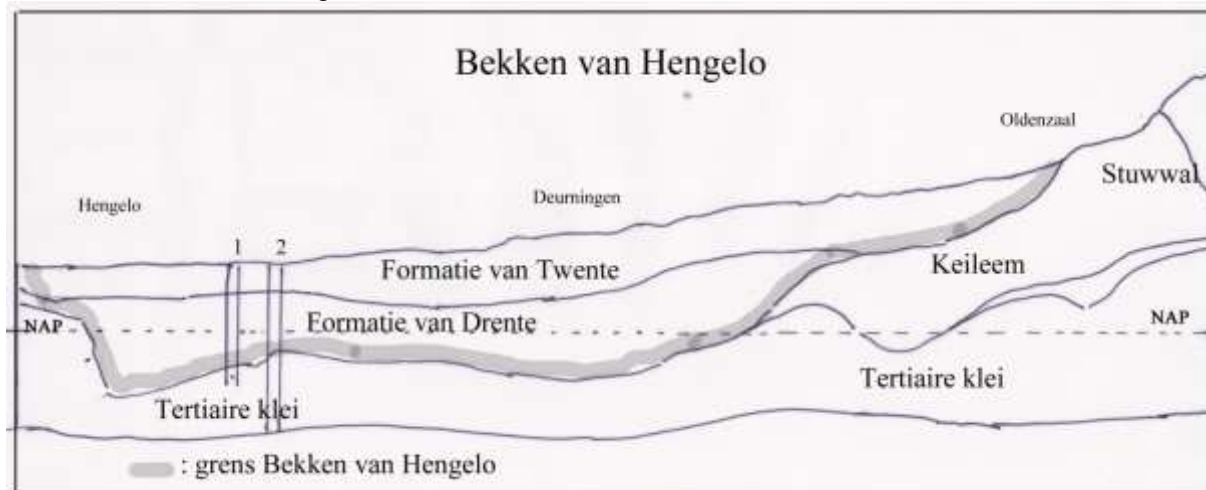 Bekken van Hengelo
Oldenzaal
Stuwwal
Hengelo
Deurningen
1
2
Formatie van Twente
Keileem
NAP
Formatie van Drente
NAP
Tertiaire klei
Tertiaire klei
: grens Bekken van Hengelo